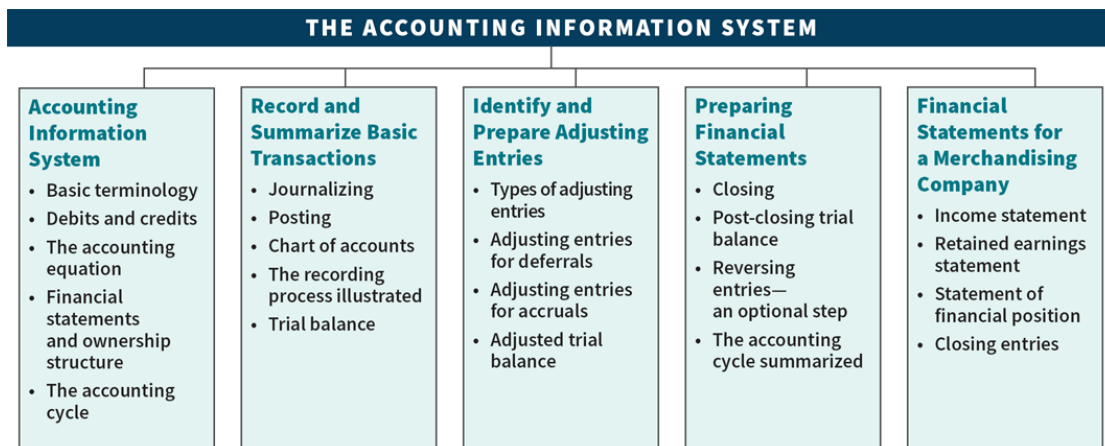 THE ACCOUNTING INFORMATION SYSTEM
Accounting
Information
System
• Basic terminology
• Debits and credits
• The accounting
equation
• Financial
statements
and ownership
structure
• The accounting
cycle
Record and
Summarize Basic
Transactions
• Journalizing
• Posting
• Chart of accounts
• The recording
process illustrated
• Trial balance
Identify and
Prepare Adjusting
Entries
• Types of adjusting
entries
• Adjusting entries
for deferrals
• Adjusting entries
for accruals
• Adjusted trial
balance
Preparing
Financial
Statements
• Closing
• Post-closing trial
balance
• Reversing
entries—
an optional step
• The accounting
cycle summarized
Financial
Statements for
a Merchandising
Company
• Income statement
• Retained earnings
statement
• Statement of
financial position
• Closing entries